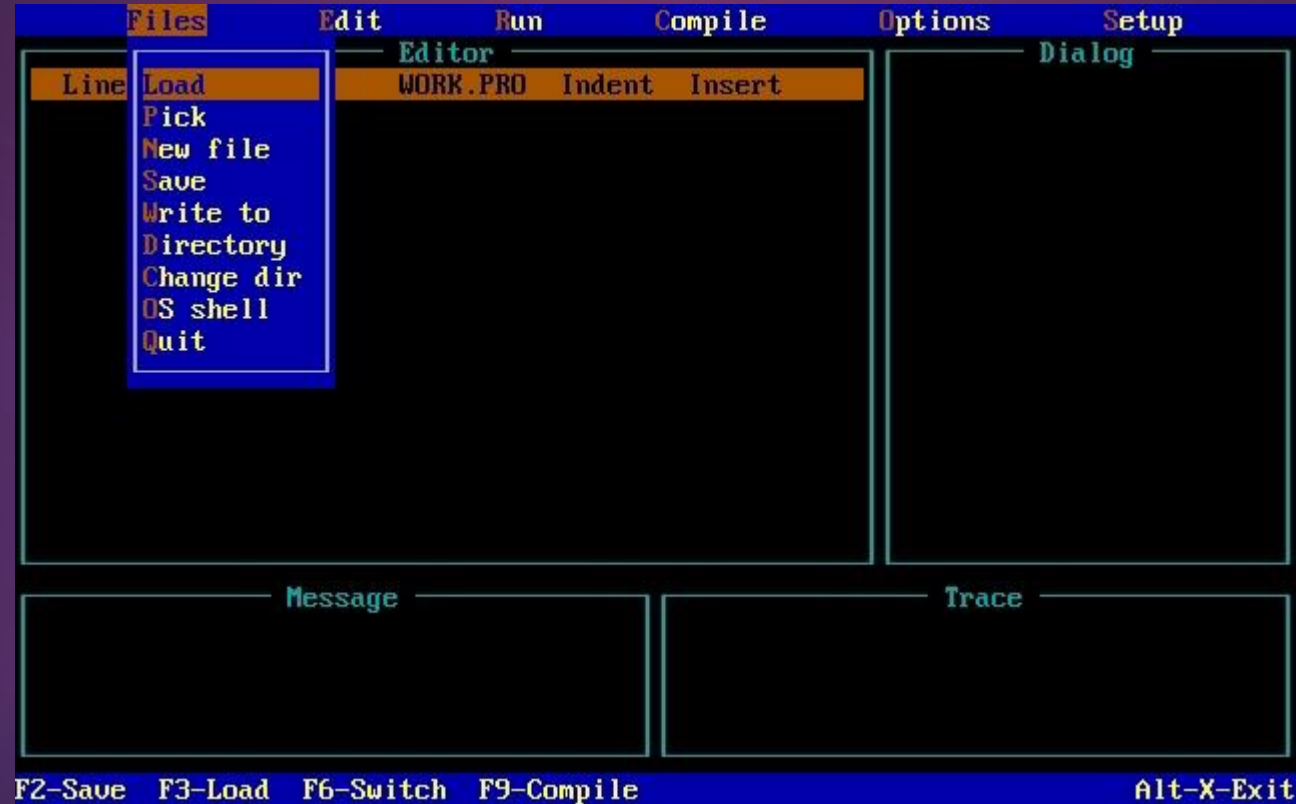 Files Edit Run Compile Options Setup
Editor Dialog
Line WORK.PRO Indent Insert
Load
Pick
New file
Save
Write to
Directory
Change dir
OS shell
Quit
Message Trace
F2-Save F3-Load F6-Switch F9-Compile Alt-X-Exit